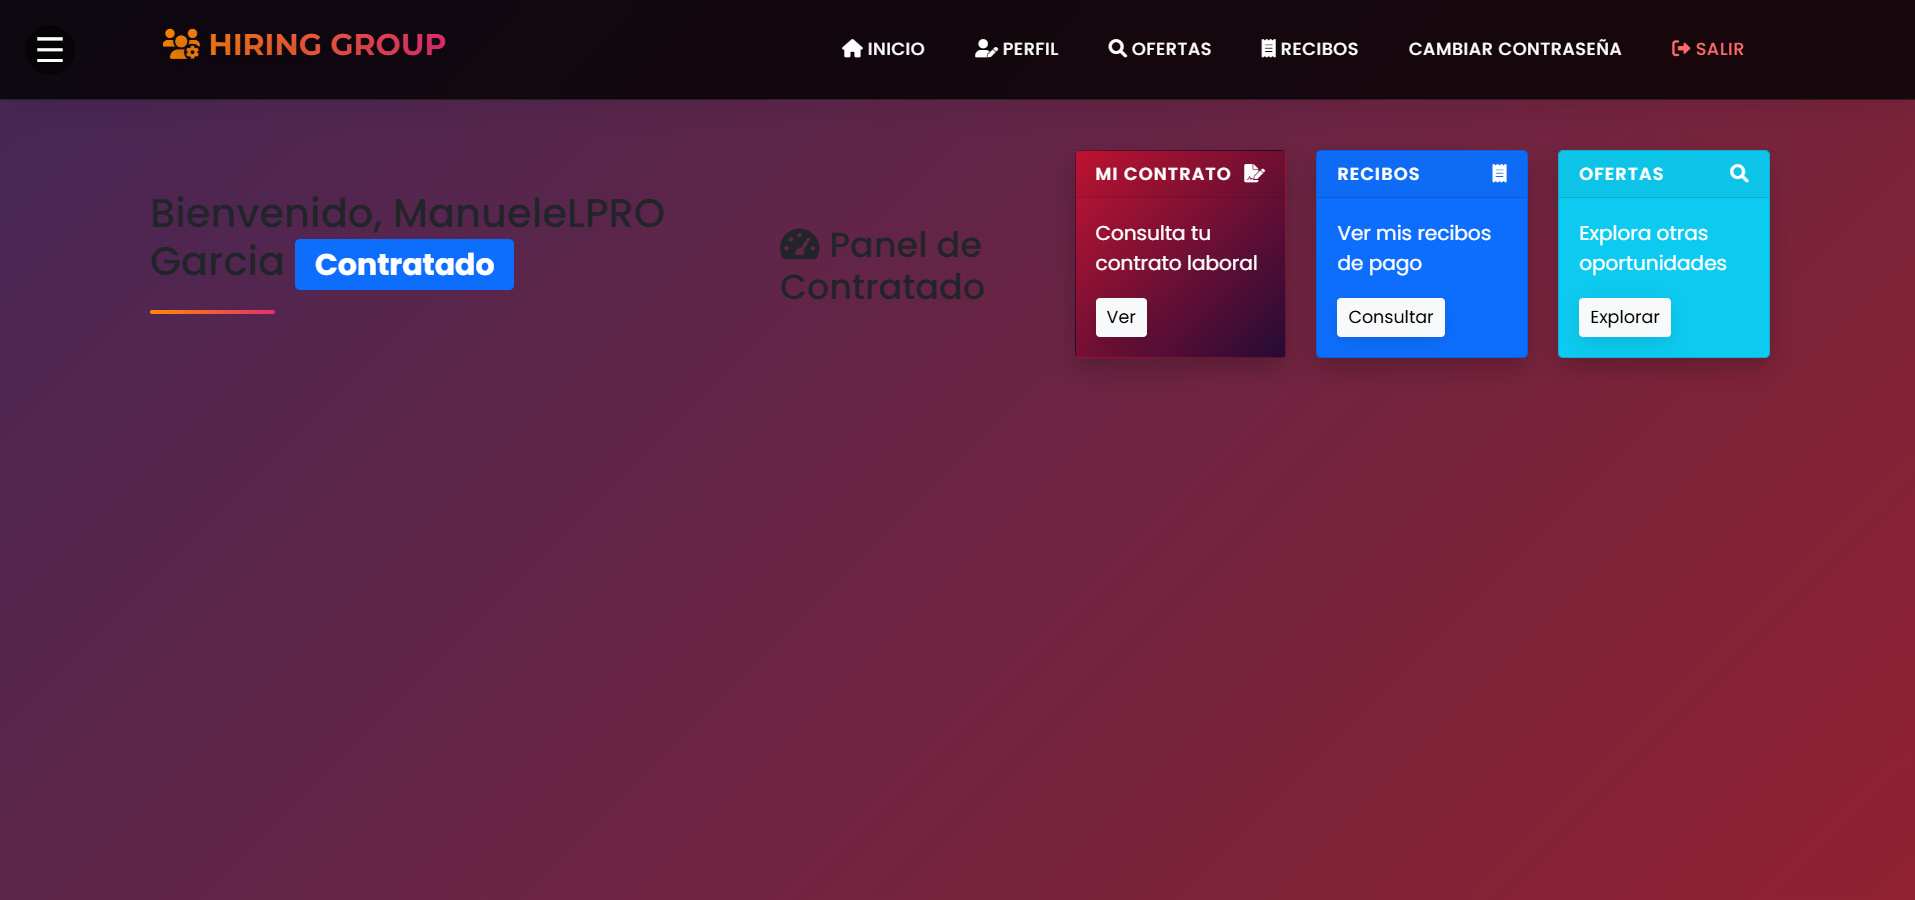 HIRING GROUP
INICIO
PERFIL
OFERTAS
RECIBOS
CAMBIAR CONTRASEÑA
SALIR
Bienvenido, ManueleLPRO
Garcia Contratado
Panel de
Contratado
MI CONTRATO
Consulta tu
contrato laboral
Ver
RECIBOS
Ver mis recibos
de pago
Consultar
OFERTAS
Explora otras
oportunidades
Explorar